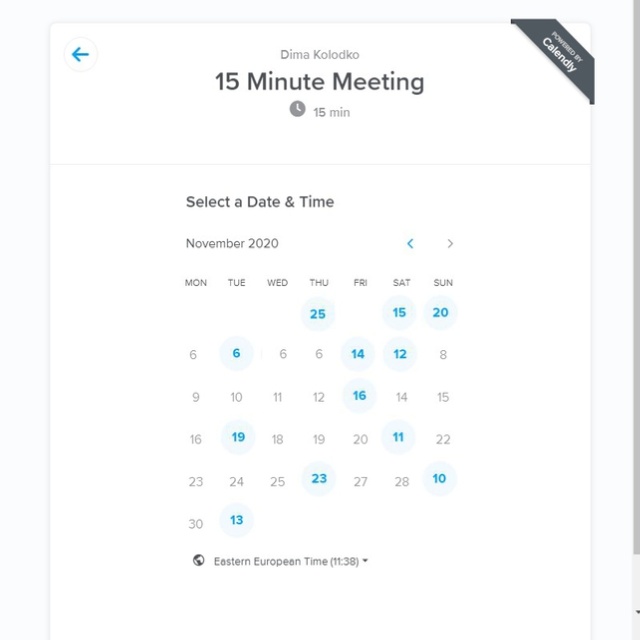 POWERED BY
Calendly
Dima Kolodko
15 Minute Meeting
15 min
Select a Date & Time
November 2020
MON TUE WED THU FRI SAT SUN
25 15 20
6 6 6 6 14 12 8
9 10 11 12 16 14 15
16 19 18 19 20 11 22
23 24 25 23 27 28 10
30 13
Eastern European Time (11:38)